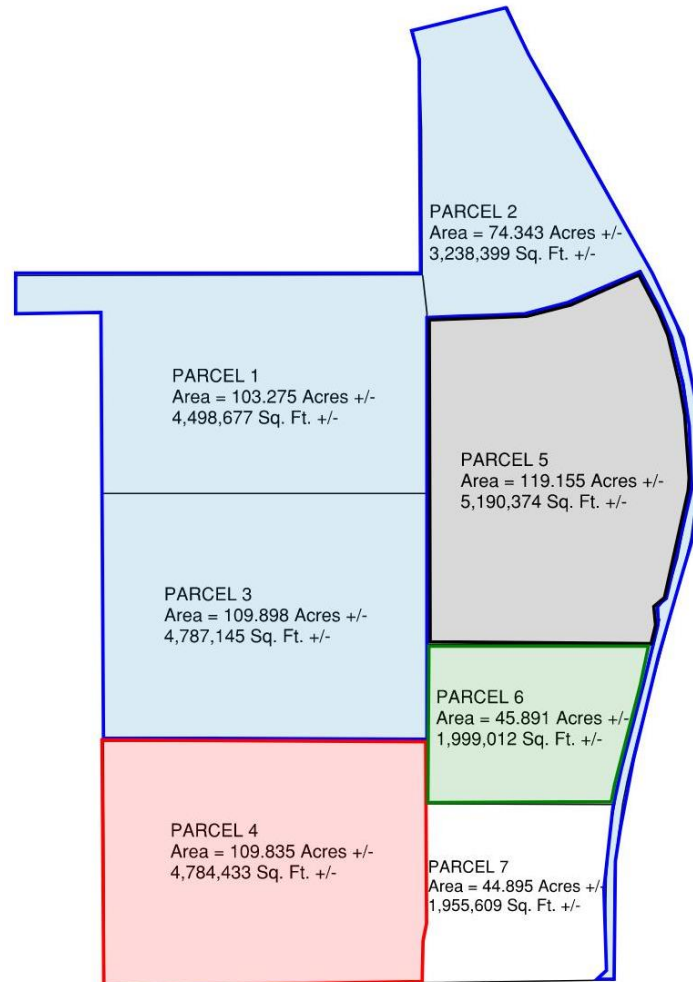 PARCEL 2
Area = 74.343 Acres +/-
3,238,399 Sq. Ft. +/-
PARCEL 1
Area = 103.275 Acres +/-
4,498,677 Sq. Ft. +/-
PARCEL 5
Area = 119.155 Acres +/-
5,190,374 Sq. Ft. +/-
PARCEL 3
Area = 109.898 Acres +/-
4,787,145 Sq. Ft. +/-
PARCEL 6
Area = 45.891 Acres +/-
1,999,012 Sq. Ft. +/-
PARCEL 4
Area = 109.835 Acres +/-
4,784,433 Sq. Ft. +/-
PARCEL 7
Area = 44.895 Acres +/-
1,955,609 Sq. Ft. +/-